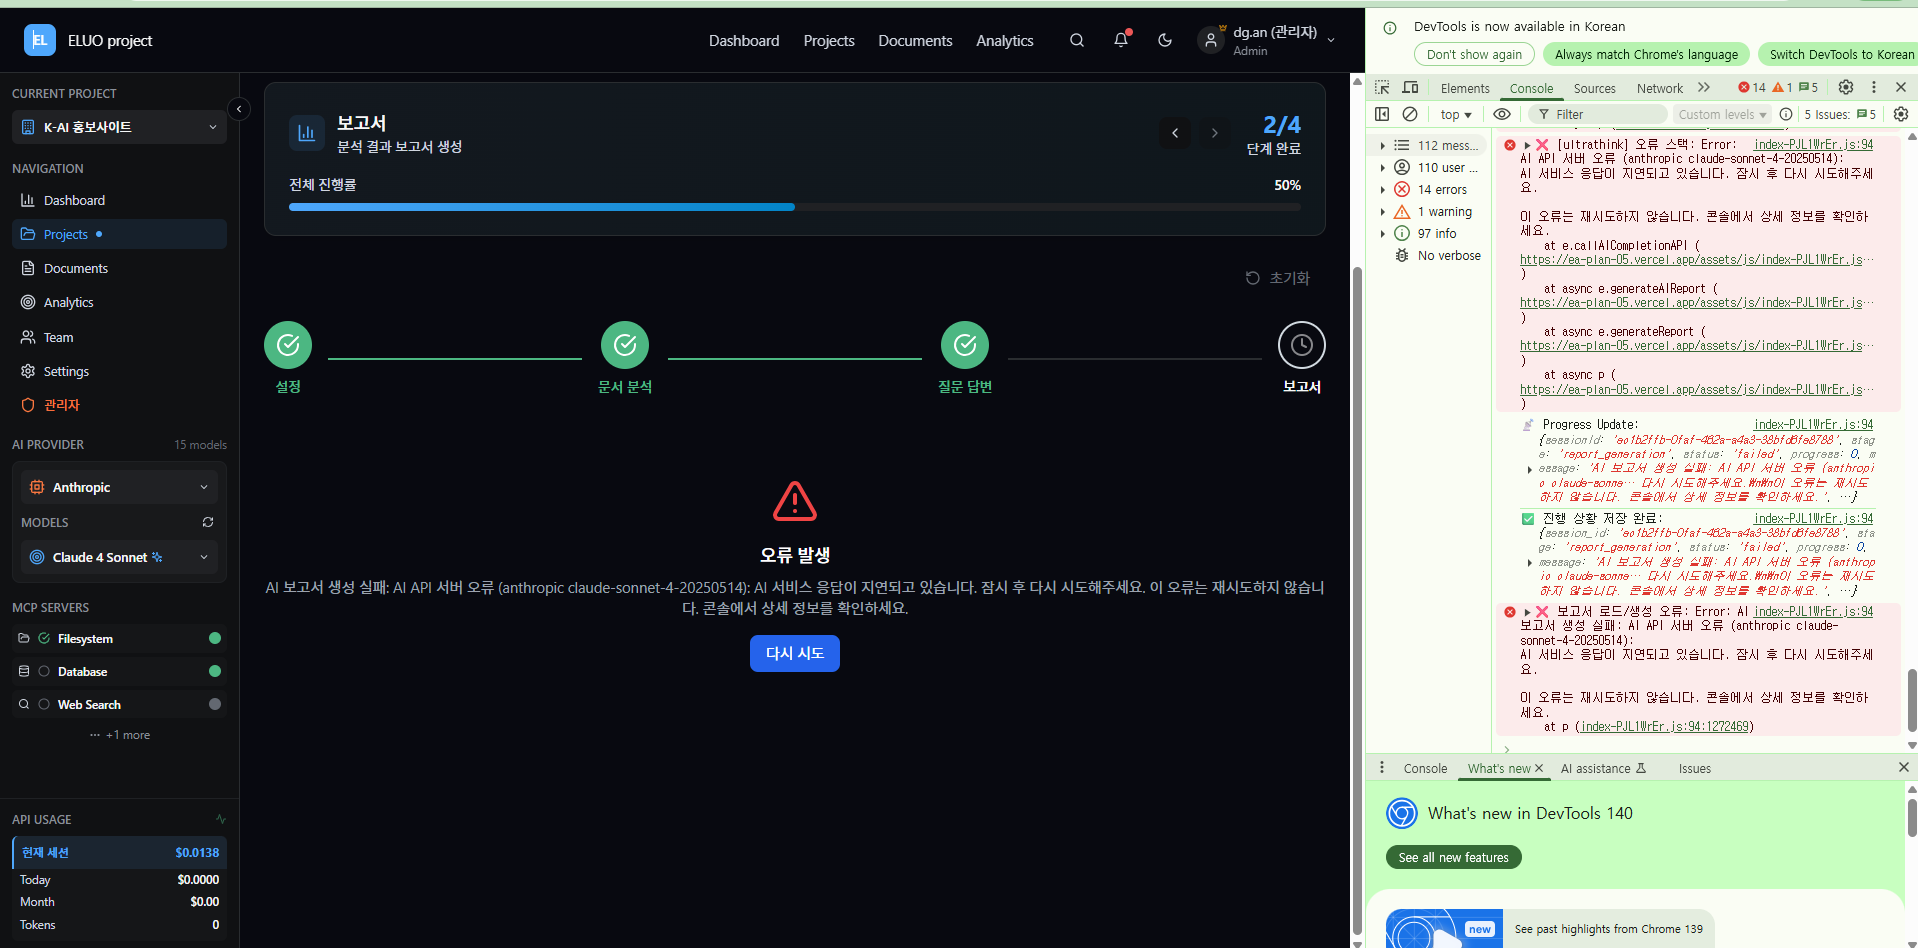 EL ELUO project
Dashboard Projects Documents Analytics
dg.an (관리자)
Admin
CURRENT PROJECT
K-AI 홍보사이트
NAVIGATION
Dashboard
Projects
Documents
Analytics
Team
Settings
관리자
AI PROVIDER 15 models
Anthropic
MODELS
Claude 4 Sonnet
MCP SERVERS
Filesystem
Database
Web Search
··· +1 more
API USAGE
현재 세션 $0.0138
Today $0.0000
Month $0.00
Tokens 0
보고서
분석 결과 보고서 생성
2/4
단계 완료
전체 진행률 50%
초기화
설정 문서 분석 질문 답변 보고서
오류 발생
AI 보고서 생성 실패: AI API 서버 오류 (anthropic claude-sonnet-4-20250514): AI 서비스 응답이 지연되고 있습니다. 잠시 후 다시 시도해주세요. 이 오류는 재시도하지 않습니
다. 콘솔에서 상세 정보를 확인하세요.
다시 시도
DevTools is now available in Korean
Don't show again Always match Chrome's language Switch DevTools to Korean
Elements Console Sources Network 14 1 5
top Filter Custom levels 5 Issues: 5
112 mess...
110 user ...
14 errors
1 warning
97 info
No verbose
[ultrathink] 오류 스택: Error: index-PJL1WrEr.js:94
AI API 서버 오류 (anthropic claude-sonnet-4-20250514):
AI 서비스 응답이 지연되고 있습니다. 잠시 후 다시 시도해주세
요.
이 오류는 재시도하지 않습니다. 콘솔에서 상세 정보를 확인하
세요.
at e.callAICompletionAPI (
https://ea-plan-05.vercel.app/assets/js/index-PJL1WrEr.js…
)
at async e.generateAIReport (
https://ea-plan-05.vercel.app/assets/js/index-PJL1WrEr.js…
)
at async e.generateReport (
https://ea-plan-05.vercel.app/assets/js/index-PJL1WrEr.js…
)
at async p (
https://ea-plan-05.vercel.app/assets/js/index-PJL1WrEr.js…
)
Progress Update: index-PJL1WrEr.js:94
{sessionId: 'ec1b2ffb-0faf-462a-a4a3-38bfd6fe8788', stag
e: 'report_generation', status: 'failed', progress: 0, m
essage: 'AI 보고서 생성 실패: AI API 서버 오류 (anthropi
c claude-sonne… 다시 시도해주세요.₩n₩n이 오류는 재시도
하지 않습니다. 콘솔에서 상세 정보를 확인하세요.', …}
진행 상황 저장 완료: index-PJL1WrEr.js:94
{session_id: 'ec1b2ffb-0faf-462a-a4a3-38bfd6fe8788', sta
ge: 'report_generation', status: 'failed', progress: 0,
message: 'AI 보고서 생성 실패: AI API 서버 오류 (anthrop
ic claude-sonne… 다시 시도해주세요.₩n₩n이 오류는 재시도
하지 않습니다. 콘솔에서 상세 정보를 확인하세요.', …}
보고서 로드/생성 오류: Error: AI index-PJL1WrEr.js:94
보고서 생성 실패: AI API 서버 오류 (anthropic claude-
sonnet-4-20250514):
AI 서비스 응답이 지연되고 있습니다. 잠시 후 다시 시도해주세
요.
이 오류는 재시도하지 않습니다. 콘솔에서 상세 정보를 확인하
세요.
at p (index-PJL1WrEr.js:94:1272469)
Console What's new AI assistance Issues
What's new in DevTools 140
See all new features
new See past highlights from Chrome 139